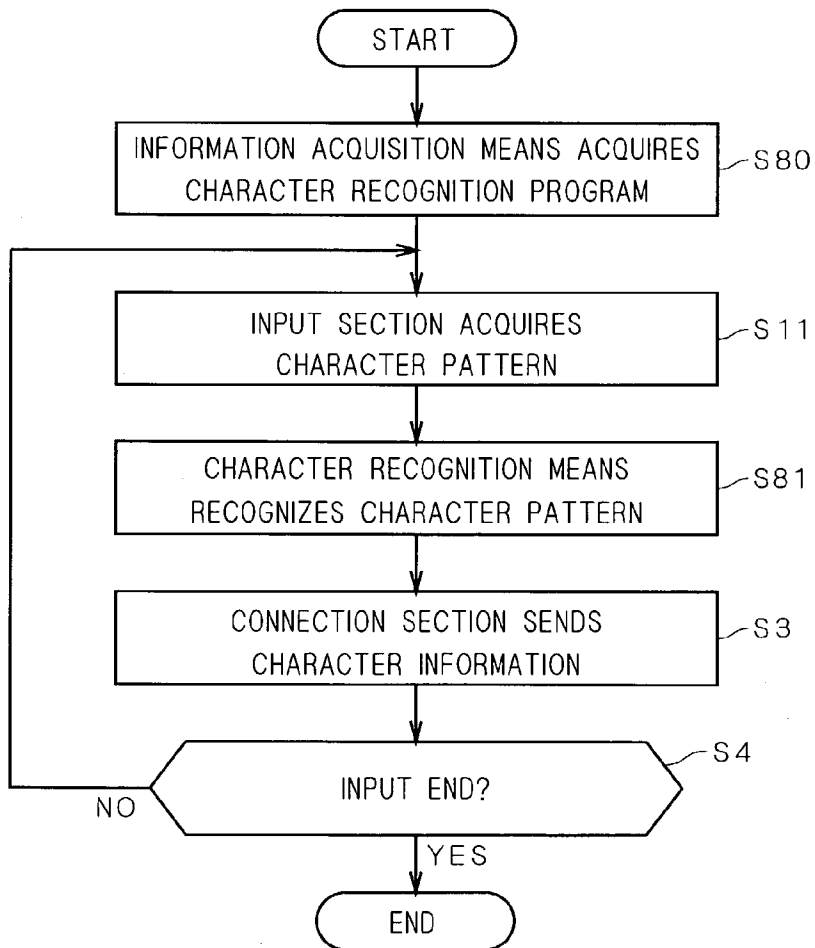 START
INFORMATION ACQUISITION MEANS ACQUIRES
CHARACTER RECOGNITION PROGRAM
S80
INPUT SECTION ACQUIRES
CHARACTER PATTERN
S11
CHARACTER RECOGNITION MEANS
RECOGNIZES CHARACTER PATTERN
S81
CONNECTION SECTION SENDS
CHARACTER INFORMATION
S3
INPUT END?
S4
NO
YES
END